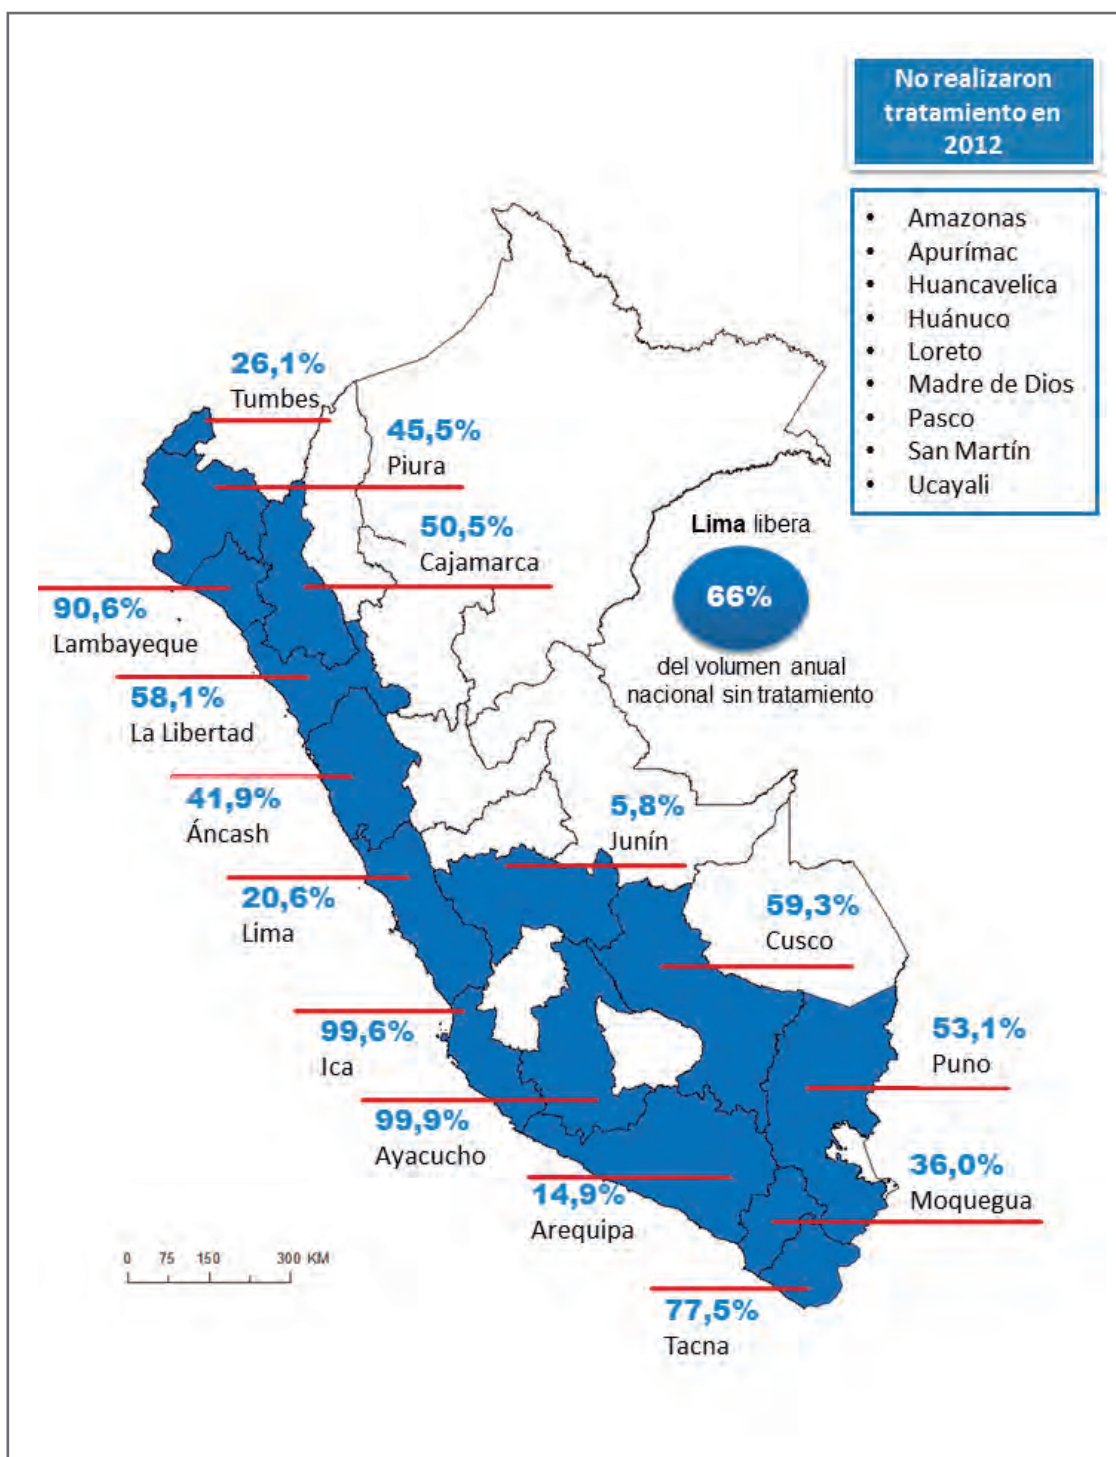 No realizaron
tratamiento en
2012
• Amazonas
• Apurímac
• Huancavelica
• Huánuco
• Loreto
• Madre de Dios
• Pasco
• San Martín
• Ucayali
26,1%
Tumbes
45,5%
Piura
50,5%
Cajamarca
Lima libera
66%
del volumen anual
nacional sin tratamiento
90,6%
Lambayeque
58,1%
La Libertad
41,9%
Áncash
5,8%
Junín
20,6%
Lima
59,3%
Cusco
99,6%
Ica
53,1%
Puno
99,9%
Ayacucho
36,0%
Moquegua
14,9%
Arequipa
77,5%
Tacna
0 75 150 300 KM